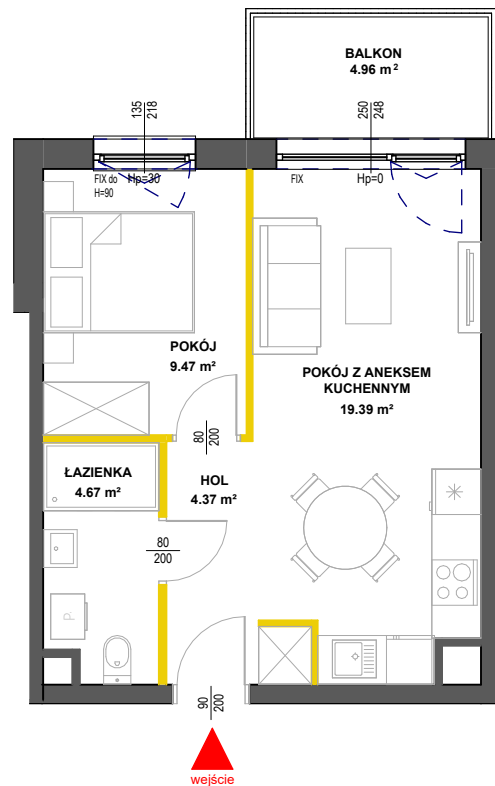 BALKON
4.96 m²
135
218
250
248
FIX do
H=90
Hp=30
FIX
Hp=0
POKÓJ
9.47 m²
POKÓJ Z ANEKSEM
KUCHENNYM
19.39 m²
80
200
ŁAZIENKA
4.67 m²
HOL
4.37 m²
80
200
p.
90
200
wejście